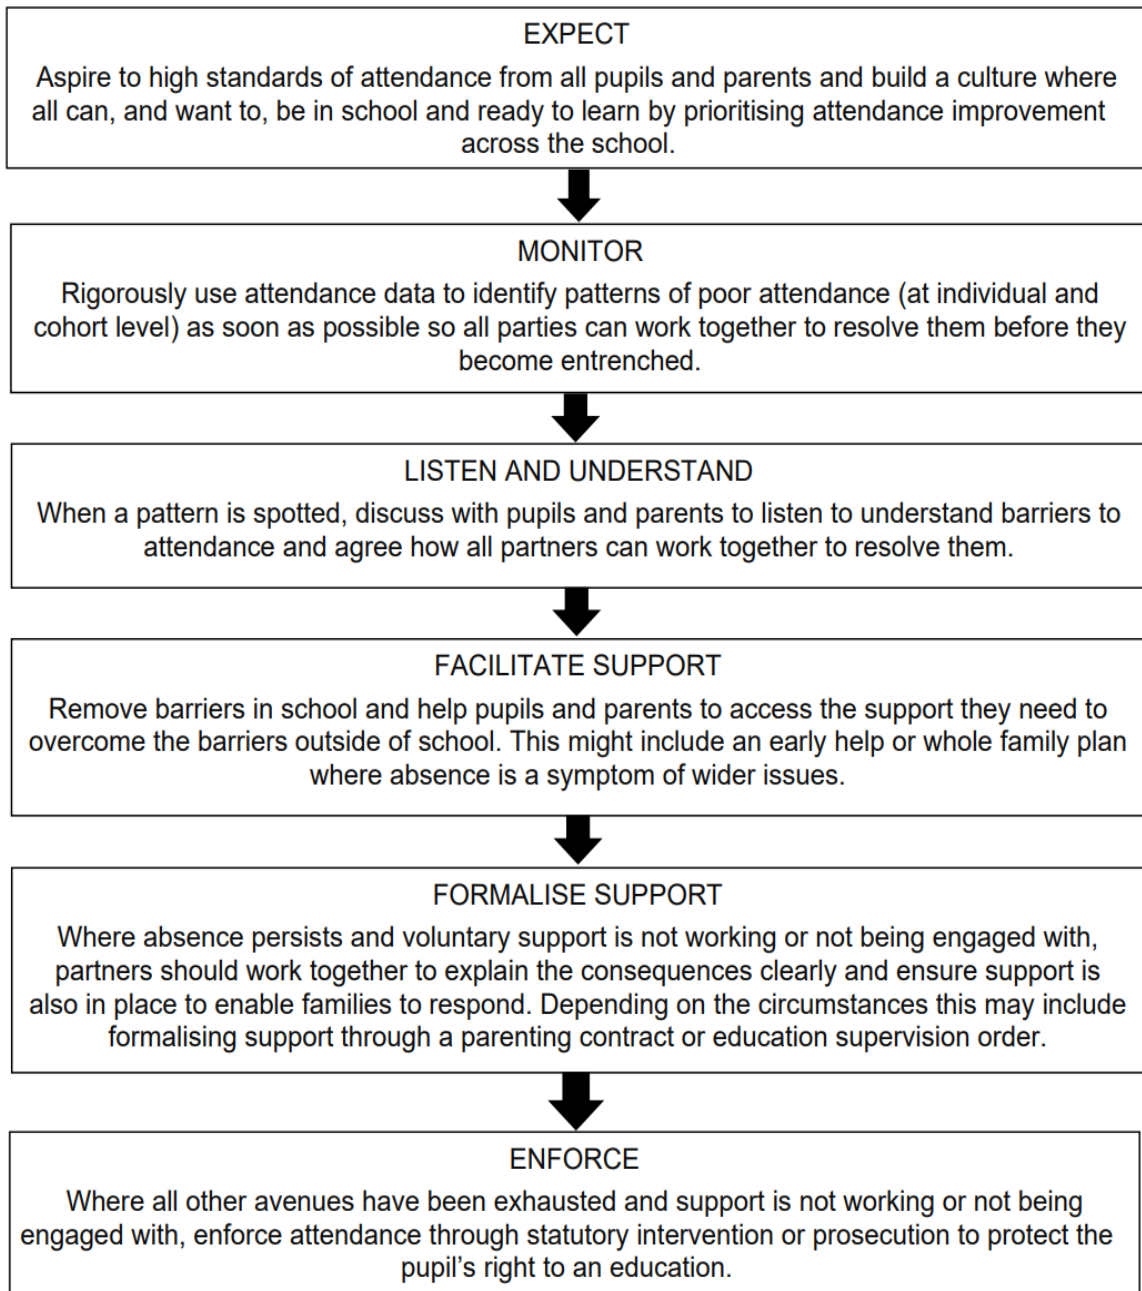 EXPECT
Aspire to high standards of attendance from all pupils and parents and build a culture where
all can, and want to, be in school and ready to learn by prioritising attendance improvement
across the school.
MONITOR
Rigorously use attendance data to identify patterns of poor attendance (at individual and
cohort level) as soon as possible so all parties can work together to resolve them before they
become entrenched.
LISTEN AND UNDERSTAND
When a pattern is spotted, discuss with pupils and parents to listen to understand barriers to
attendance and agree how all partners can work together to resolve them.
FACILITATE SUPPORT
Remove barriers in school and help pupils and parents to access the support they need to
overcome the barriers outside of school. This might include an early help or whole family plan
where absence is a symptom of wider issues.
FORMALISE SUPPORT
Where absence persists and voluntary support is not working or not being engaged with,
partners should work together to explain the consequences clearly and ensure support is
also in place to enable families to respond. Depending on the circumstances this may include
formalising support through a parenting contract or education supervision order.
ENFORCE
Where all other avenues have been exhausted and support is not working or not being
engaged with, enforce attendance through statutory intervention or prosecution to protect the
pupil's right to an education.